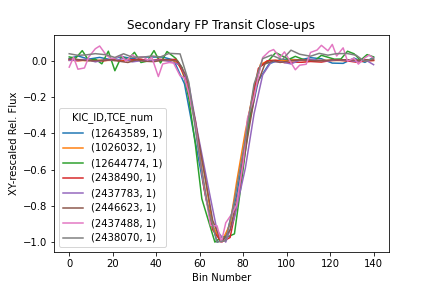 Secondary FP Transit Close-ups
XY-rescaled Rel. Flux
0.0
−0.2
−0.4
−0.6
−0.8
−1.0
KIC_ID,TCE_num
(12643589, 1)
(1026032, 1)
(12644774, 1)
(2438490, 1)
(2437783, 1)
(2446623, 1)
(2437488, 1)
(2438070, 1)
0 20 40 60 80 100 120 140
Bin Number